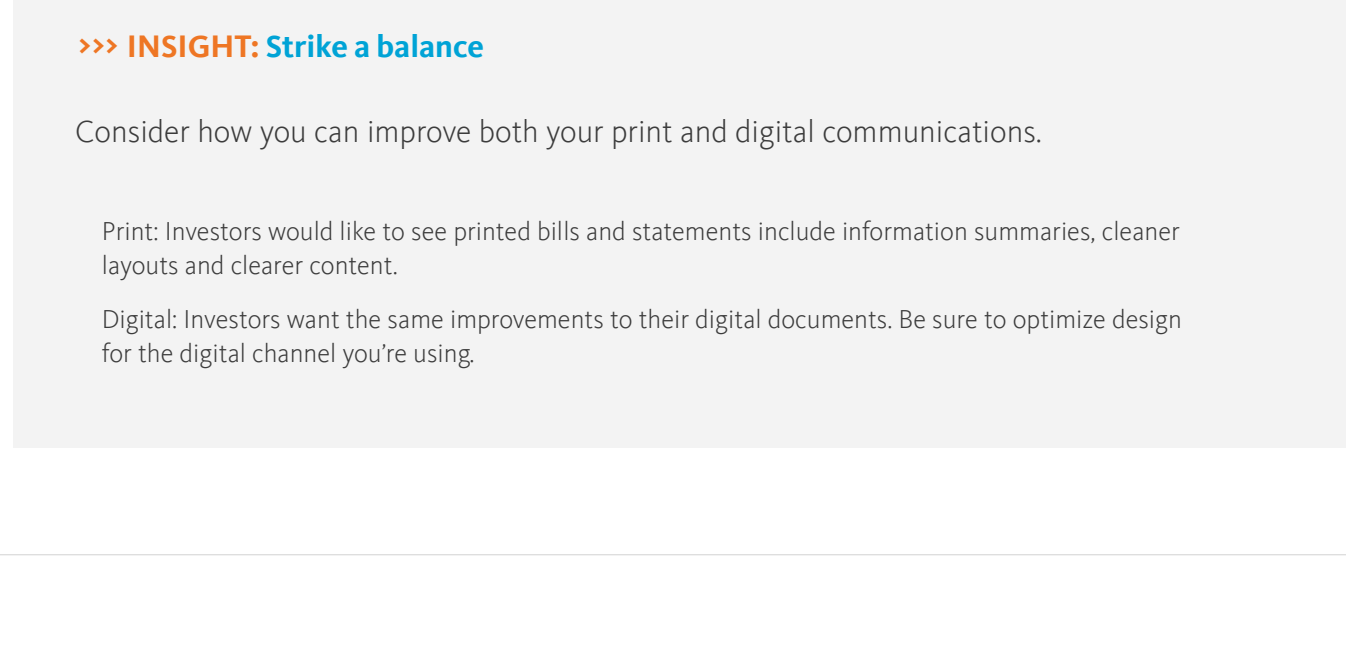 >>> INSIGHT: Strike a balance
Consider how you can improve both your print and digital communications.
Print: Investors would like to see printed bills and statements include information summaries, cleaner
layouts and clearer content.
Digital: Investors want the same improvements to their digital documents. Be sure to optimize design
for the digital channel you’re using.